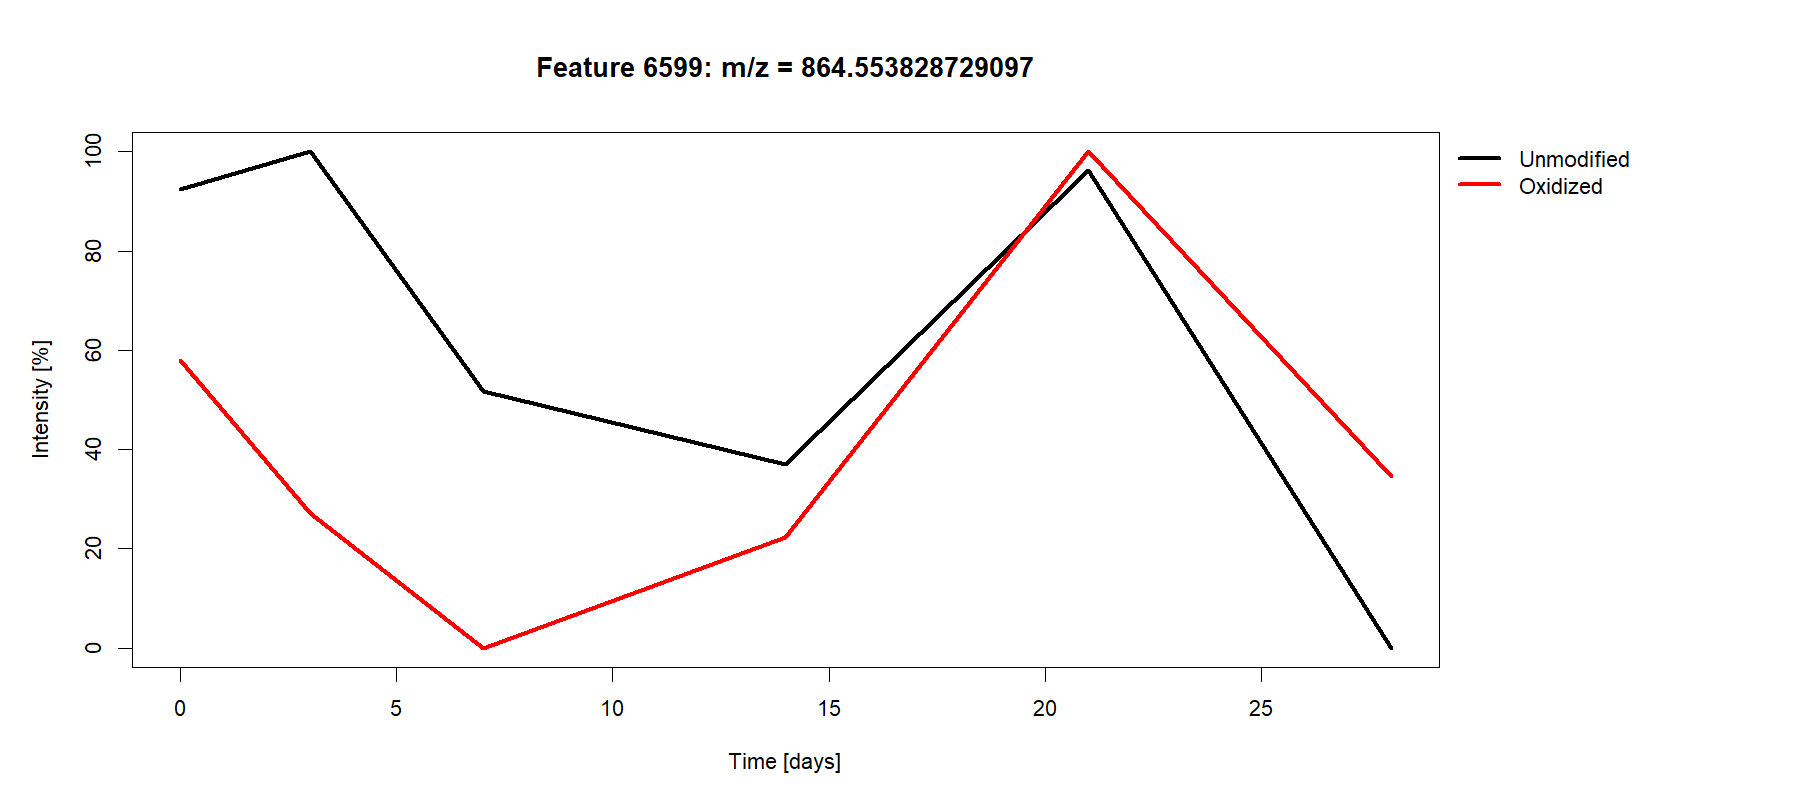 Feature 6599: m/z = 864.553828729097
Unmodified
Oxidized
Intensity [%]
100
80
60
40
20
0
0 5 10 15 20 25
Time [days]